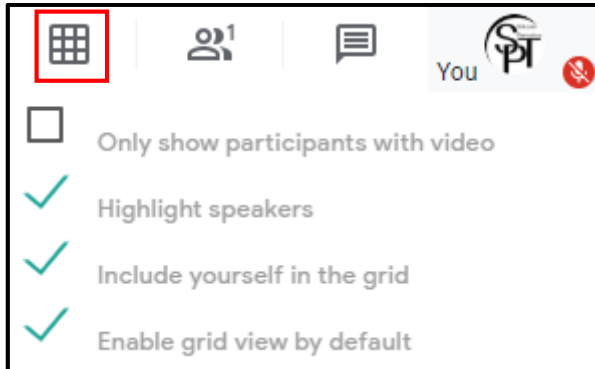 1
You SPT
Only show participants with video
Highlight speakers
Include yourself in the grid
Enable grid view by default